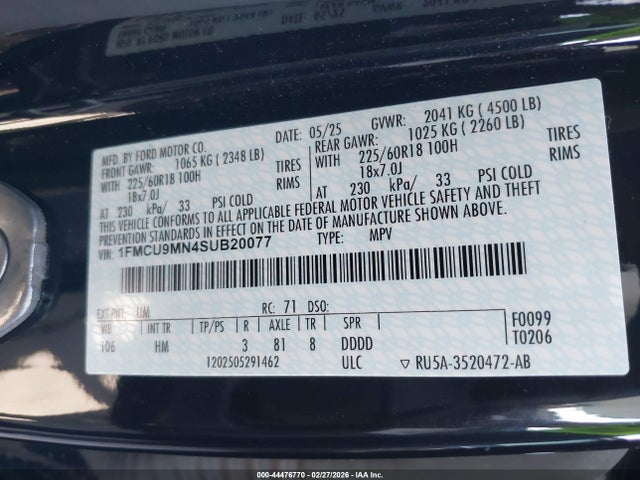 MFD. BY FORD MOTOR CO. DATE: 05/25 GVWR: 2041 KG ( 4500 LB)
FRONT GAWR: 1065 KG ( 2348 LB) REAR GAWR: 1025 KG ( 2260 LB)
WITH 225/60R18 100H TIRES WITH 225/60R18 100H TIRES
18x7.0J RIMS 18x7.0J RIMS
AT 230 kPa/ 33 PSI COLD AT 230 kPa/ 33 PSI COLD
THIS VEHICLE CONFORMS TO ALL APPLICABLE FEDERAL MOTOR VEHICLE SAFETY AND THEFT
PREVENTION STANDARDS IN EFFECT ON THE DATE OF MANUFACTURE SHOWN ABOVE.
VIN: 1FMCU9MN4SUB20077 TYPE: MPV
EXT PNT: UM RC: 71 DSO:
WB INT TR TP/PS R AXLE TR SPR F0099
106 HM 3 81 8 DDDD T0206
1202505291462 ULC RU5A-3520472-AB
000-44476770 - 02/27/2026 - IAA Inc.